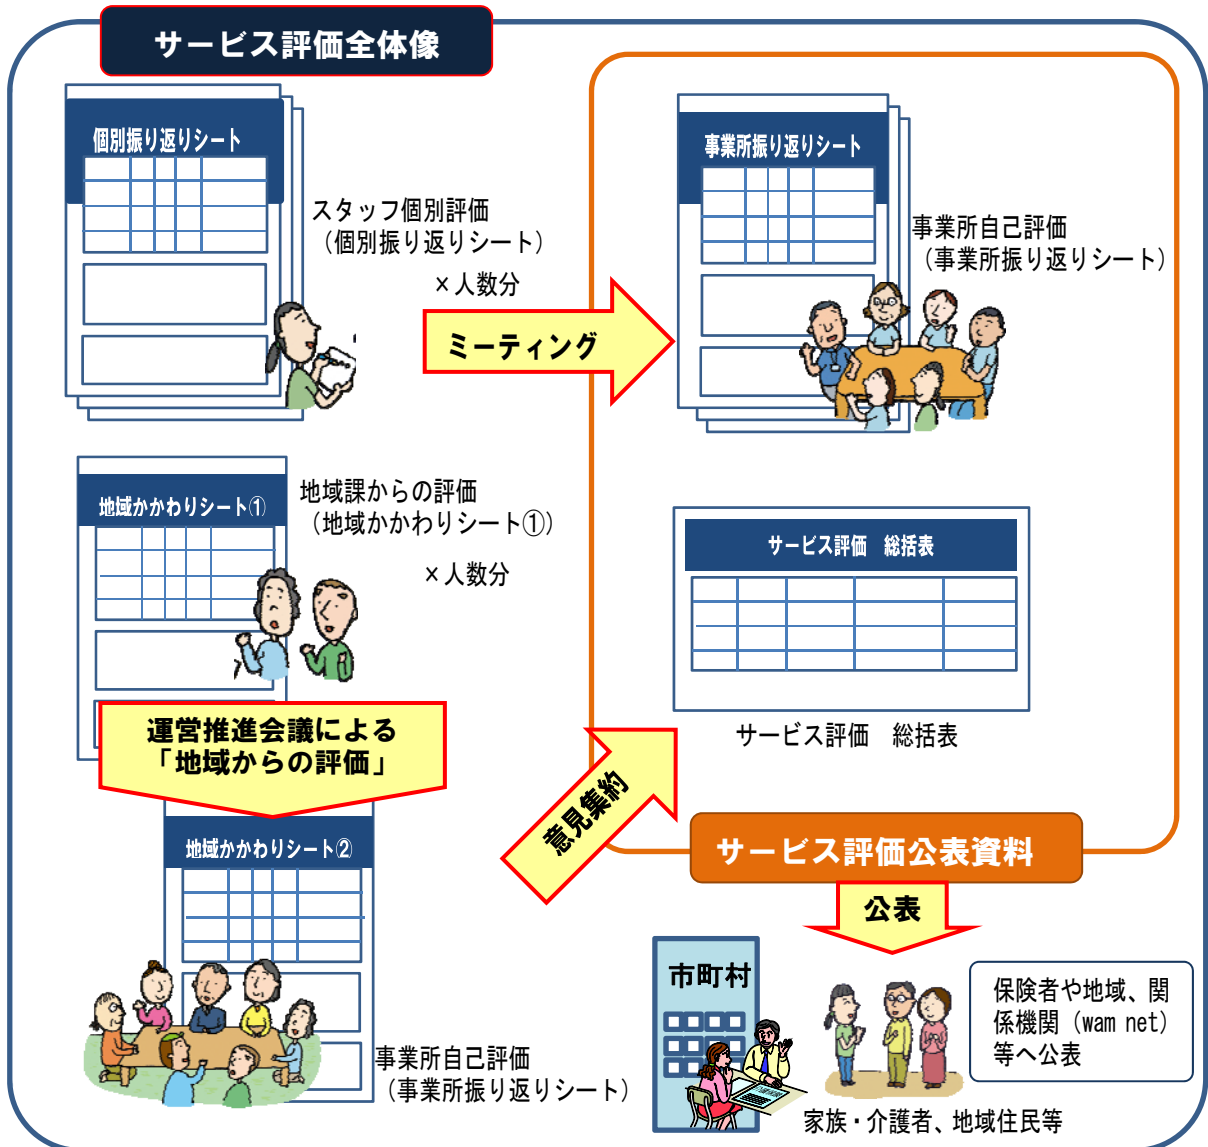 サービス評価全体像
個別振り返りシート
スタッフ個別評価
（個別振り返りシート）
×人数分
ミーティング
事業所振り返りシート
事業所自己評価
（事業所振り返りシート）
地域かかわりシート①
地域課からの評価
（地域かかわりシート①）
×人数分
運営推進会議による
「地域からの評価」
地域かかわりシート②
事業所自己評価
（事業所振り返りシート）
意見集約
サービス評価　総括表
サービス評価　総括表
サービス評価公表資料
公表
市町村
家族・介護者、地域住民等
保険者や地域、関
係機関（wam net）
等へ公表